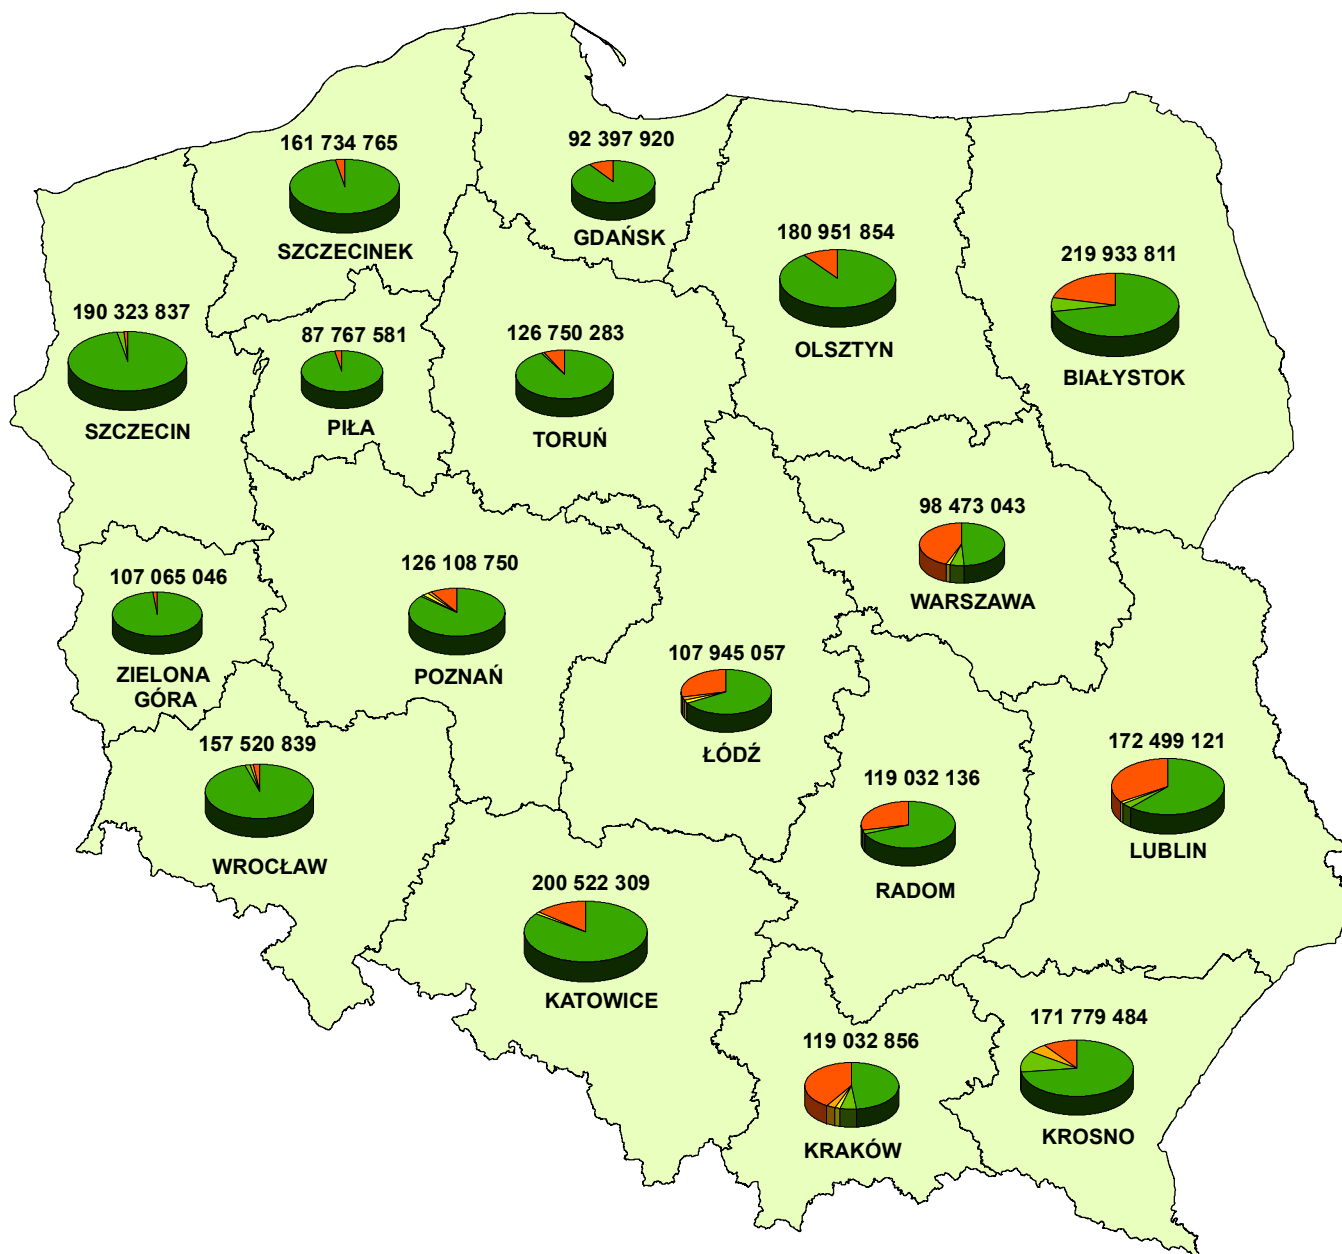 161 734 765
SZCZECINEK
92 397 920
GDAŃSK
180 951 854
OLSZTYN
219 933 811
BIAŁYSTOK
190 323 837
SZCZECIN
87 767 581
PIŁA
126 750 283
TORUŃ
98 473 043
WARSZAWA
107 065 046
ZIELONA
GÓRA
126 108 750
POZNAŃ
107 945 057
ŁÓDŹ
157 520 839
WROCŁAW
119 032 136
RADOM
172 499 121
LUBLIN
200 522 309
KATOWICE
119 032 856
KRAKÓW
171 779 484
KROSNO